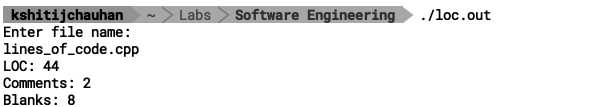 kshitijchauhan ~ Labs Software Engineering ./loc.out
Enter file name:
lines_of_code.cpp
LOC: 44
Comments: 2
Blanks: 8